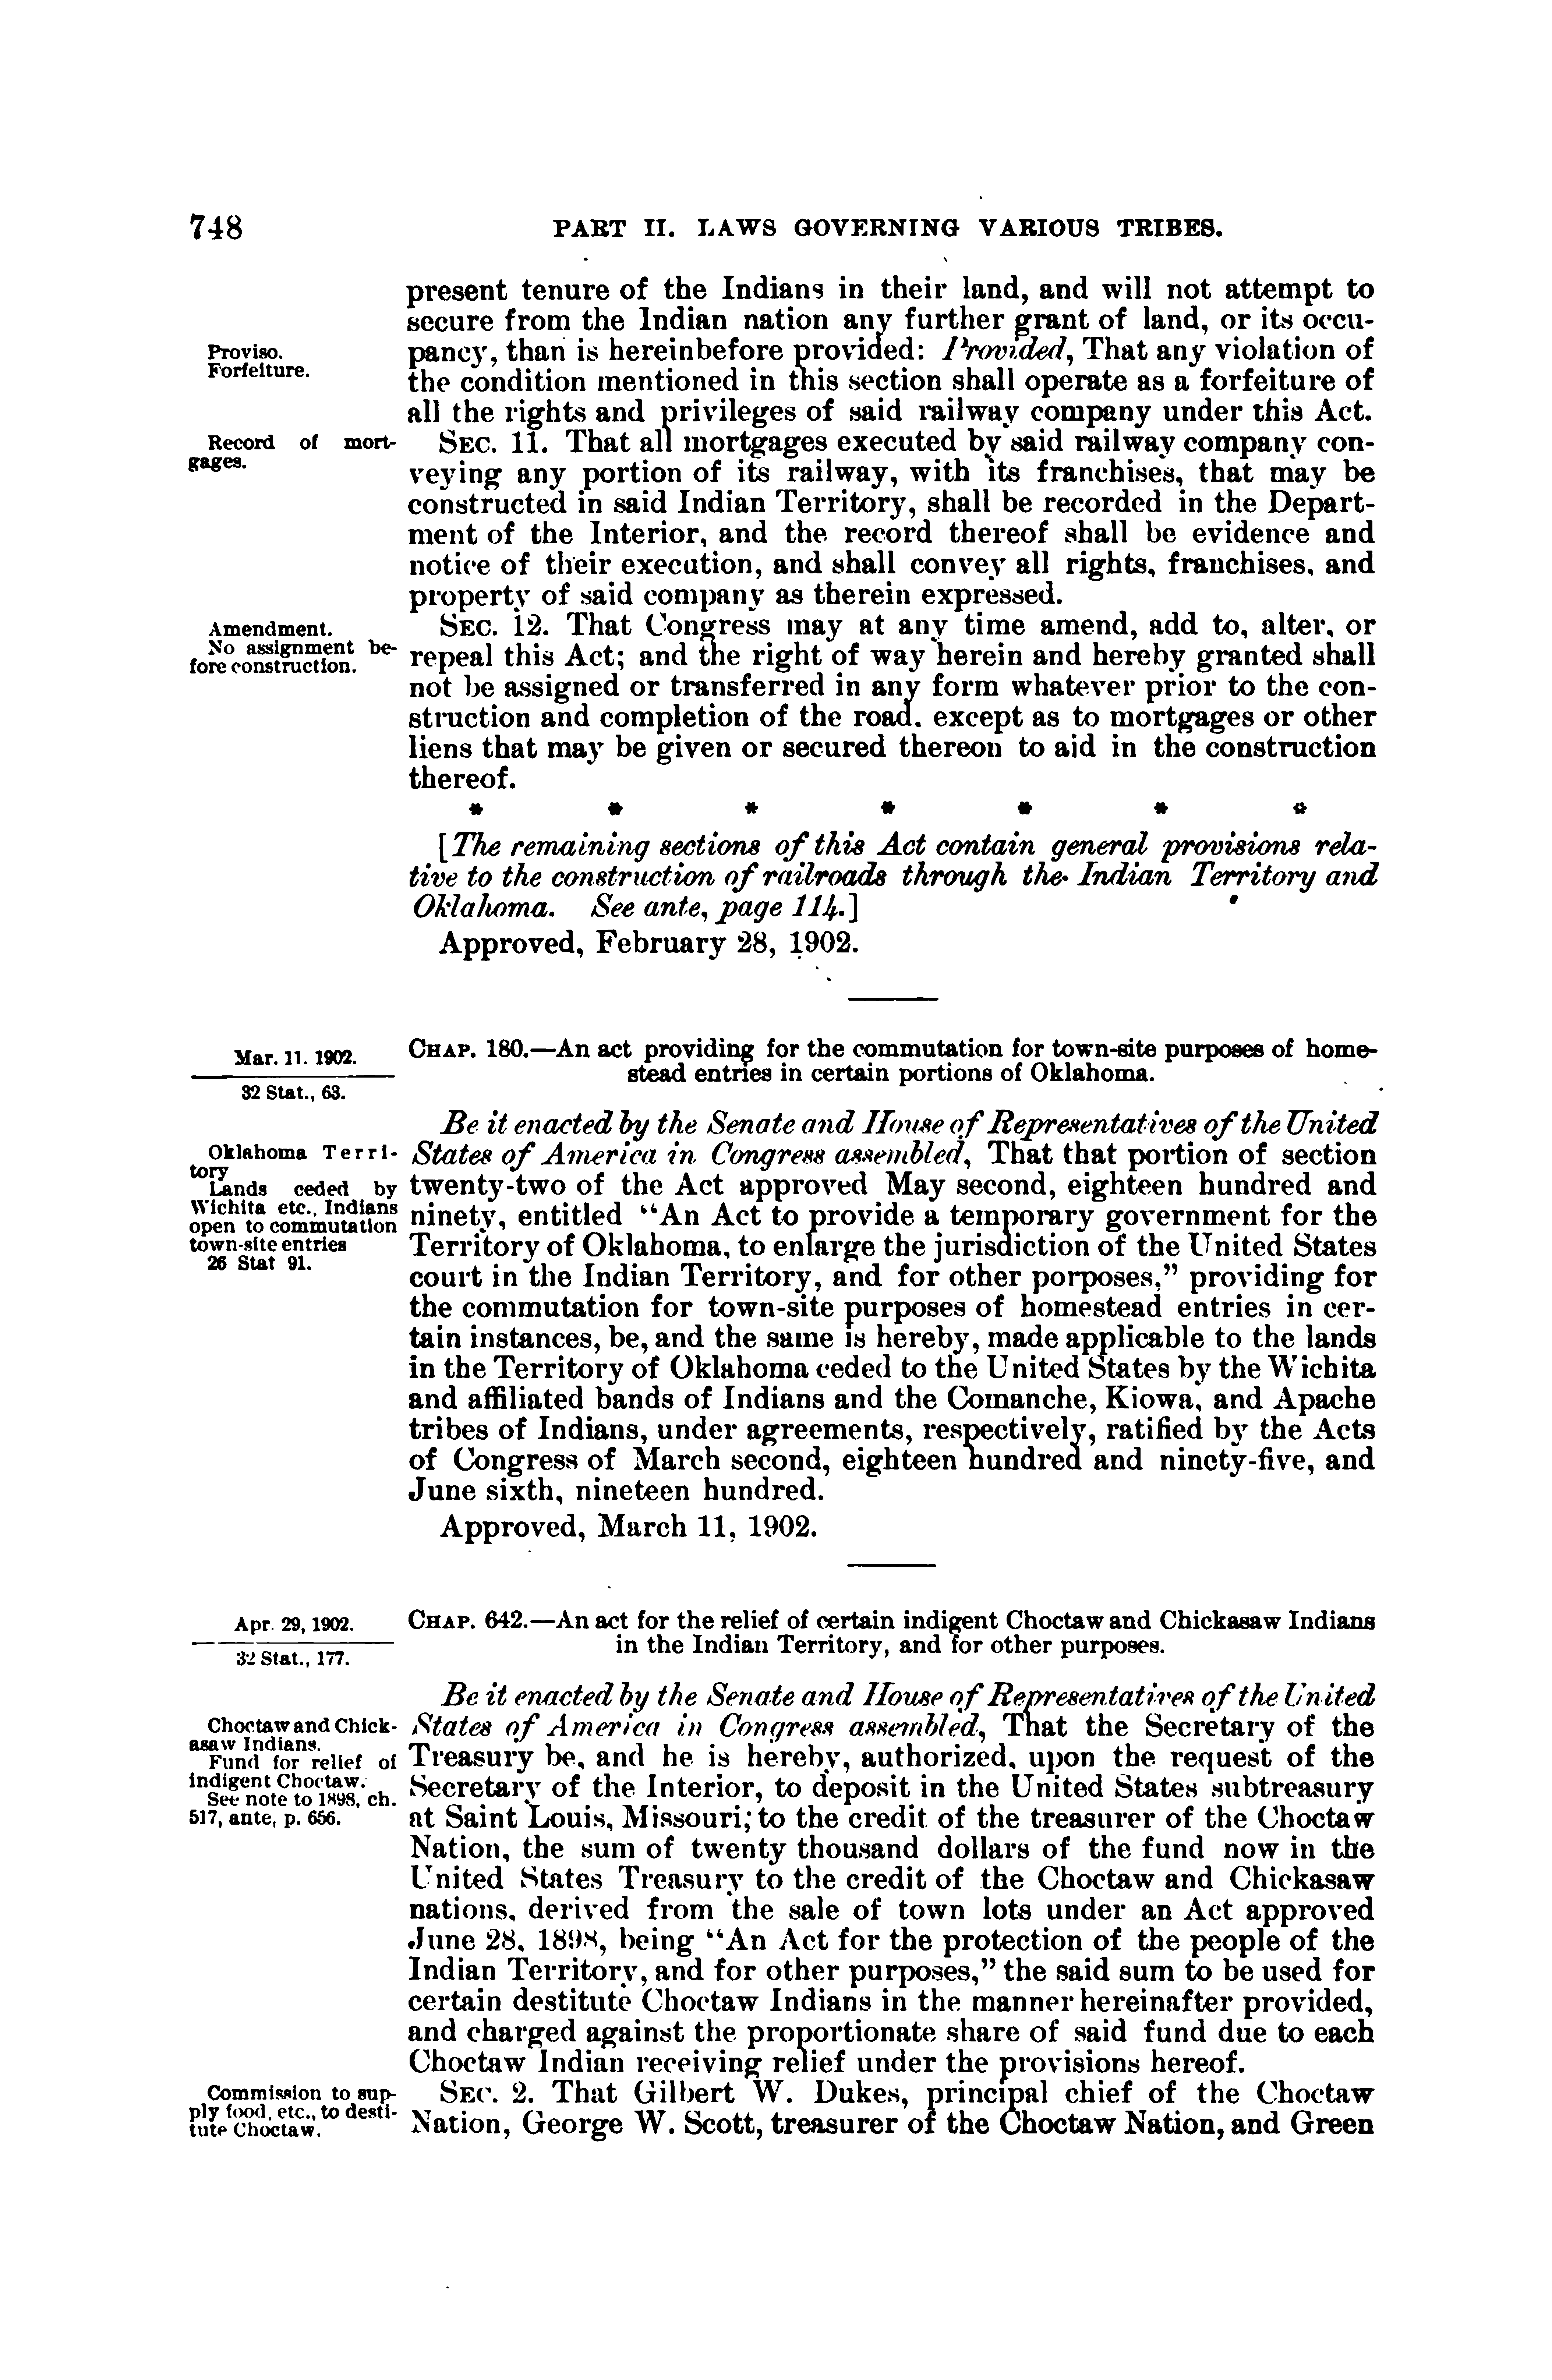 748
PART II. LAWS GOVERNING VARIOUS TRIBES.
present tenure of the Indians in their land, and will not attempt to
secure from the Indian nation any further grant of land, or its occu-
Proviso.
Forfeiture.
pancy, than is hereinbefore provided: Provided, That any violation of
the condition mentioned in this section shall operate as a forfeiture of
all the rights and privileges of said railway company under this Act.
Record of mort-
gages.
SEC. 11. That all mortgages executed by said railway company con-
veying any portion of its railway, with its franchises, that may be
constructed in said Indian Territory, shall be recorded in the Depart-
ment of the Interior, and the record thereof shall be evidence and
notice of their execution, and shall convey all rights, franchises, and
property of said company as therein expressed.
Amendment.
No assignment be-
fore construction.
SEC. 12. That Congress may at any time amend, add to, alter, or
repeal this Act; and the right of way herein and hereby granted shall
not be assigned or transferred in any form whatever prior to the con-
struction and completion of the road. except as to mortgages or other
liens that may be given or secured thereon to aid in the construction
thereof.
* * * * * * *
[The remaining sections of this Act contain general provisions rela-
tive to the construction of railroads through the Indian Territory and
Oklahoma. See ante, page 114.]
Approved, February 28, 1902.
Mar. 11. 1902.
32 Stat., 63.
CHAP. 180.—An act providing for the commutation for town-site purposes of home-
stead entries in certain portions of Oklahoma.
Be it enacted by the Senate and House of Representatives of the United
Oklahoma Terri-
tory
Lands ceded by
Wichita etc., Indians
open to commutation
town-site entries
26 Stat 91.
States of America in Congress assembled, That that portion of section
twenty-two of the Act approved May second, eighteen hundred and
ninety, entitled “An Act to provide a temporary government for the
Territory of Oklahoma, to enlarge the jurisdiction of the United States
court in the Indian Territory, and for other porposes,” providing for
the commutation for town-site purposes of homestead entries in cer-
tain instances, be, and the same is hereby, made applicable to the lands
in the Territory of Oklahoma ceded to the United States by the Wichita
and affiliated bands of Indians and the Comanche, Kiowa, and Apache
tribes of Indians, under agreements, respectively, ratified by the Acts
of Congress of March second, eighteen hundred and ninety-five, and
June sixth, nineteen hundred.
Approved, March 11, 1902.
Apr. 29, 1902.
32 Stat., 177.
CHAP. 642.—An act for the relief of certain indigent Choctaw and Chickasaw Indians
in the Indian Territory, and for other purposes.
Be it enacted by the Senate and House of Representatives of the United
Choctaw and Chick-
asaw Indians.
Fund for relief of
indigent Choctaw.
See note to 1898, ch.
517, ante, p. 656.
States of America in Congress assembled, That the Secretary of the
Treasury be, and he is hereby, authorized, upon the request of the
Secretary of the Interior, to deposit in the United States subtreasury
at Saint Louis, Missouri; to the credit of the treasurer of the Choctaw
Nation, the sum of twenty thousand dollars of the fund now in the
United States Treasury to the credit of the Choctaw and Chickasaw
nations, derived from the sale of town lots under an Act approved
June 28, 1898, being “An Act for the protection of the people of the
Indian Territory, and for other purposes,” the said sum to be used for
certain destitute Choctaw Indians in the manner hereinafter provided,
and charged against the proportionate share of said fund due to each
Choctaw Indian receiving relief under the provisions hereof.
Commission to sup-
ply food, etc., to desti-
tute Choctaw.
SEC. 2. That Gilbert W. Dukes, principal chief of the Choctaw
Nation, George W. Scott, treasurer of the Choctaw Nation, and Green